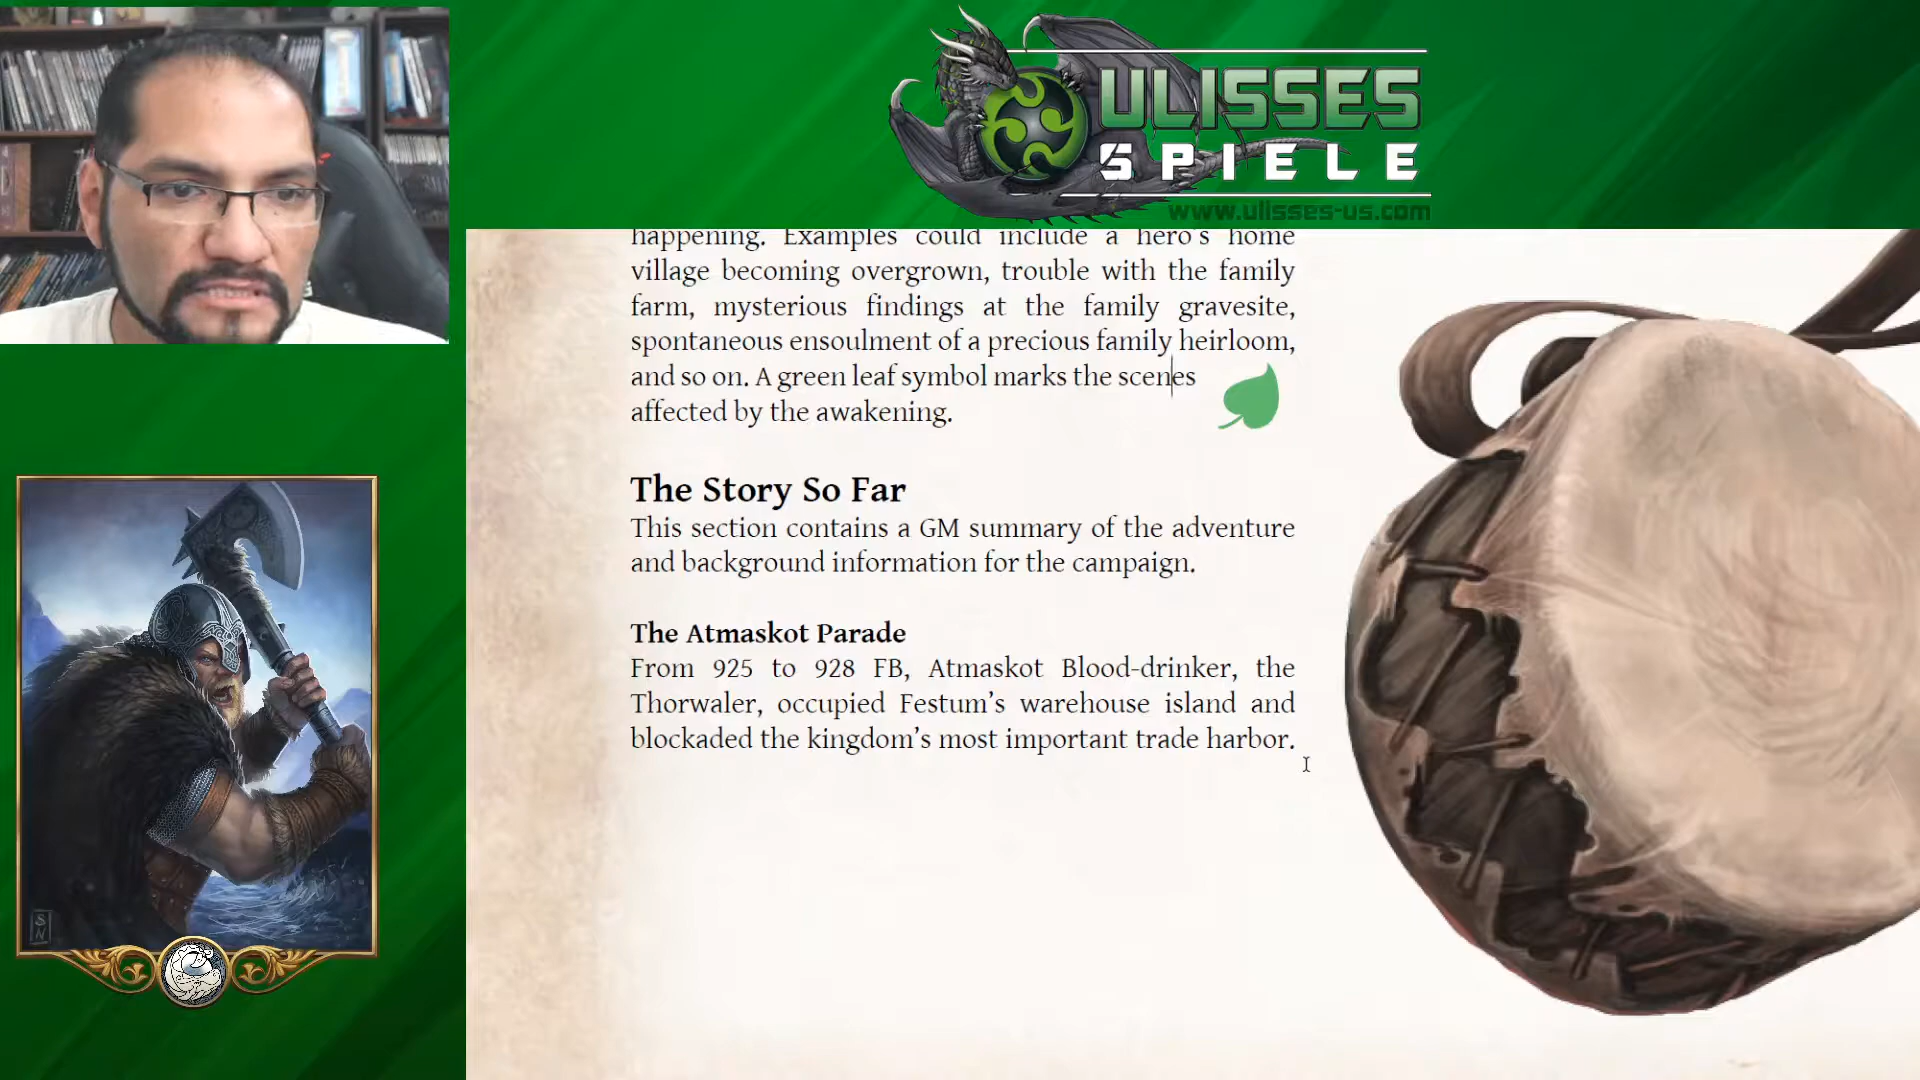 ULISSES
SPIELE
www.ulisses-us.com
happening. Examples could include a hero's home
village becoming overgrown, trouble with the family
farm, mysterious findings at the family gravesite,
spontaneous ensoulment of a precious family heirloom,
and so on. A green leaf symbol marks the scenes
affected by the awakening.
The Story So Far
This section contains a GM summary of the adventure
and background information for the campaign.
The Atmaskot Parade
From 925 to 928 FB, Atmaskot Blood-drinker, the
Thorwaler, occupied Festum's warehouse island and
blockaded the kingdom's most important trade harbor.
S
N